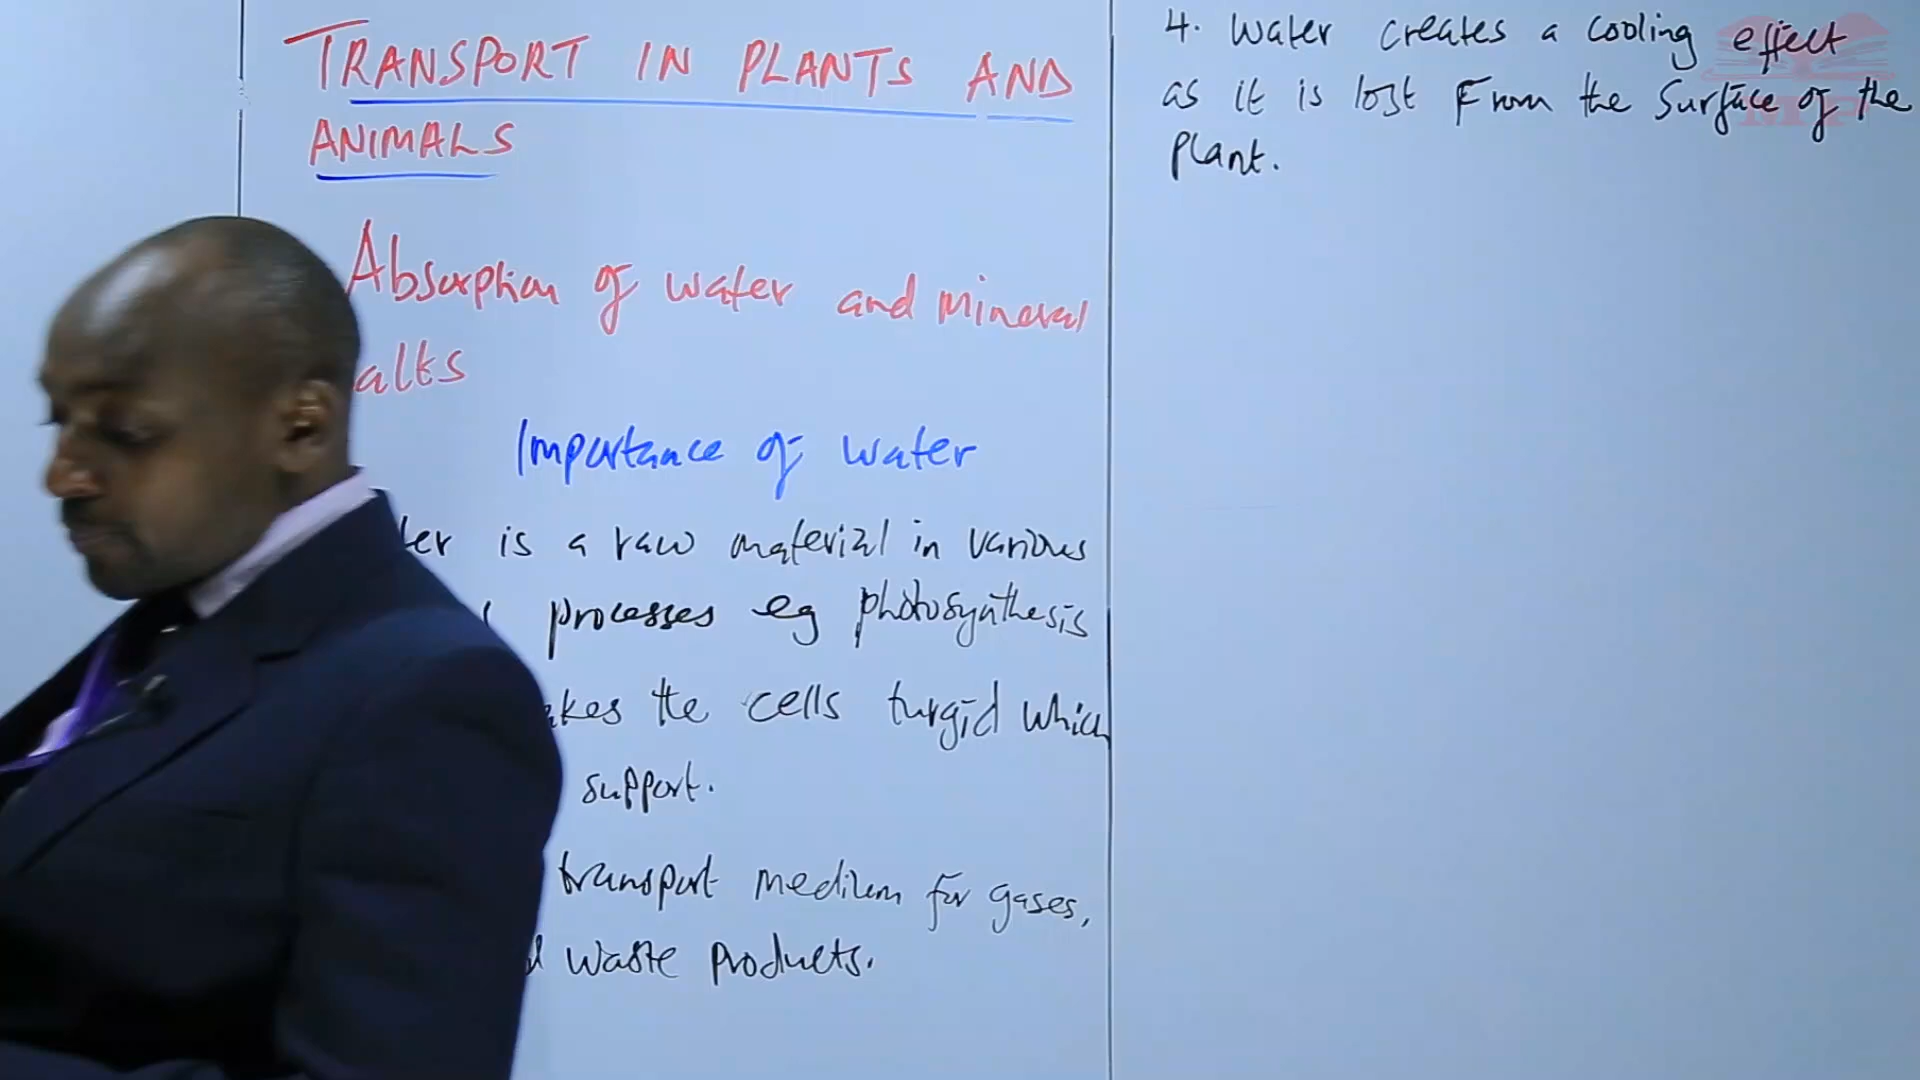 TRANSPORT IN PLANTS AND
ANIMALS
Absorption of water and mineral
alts
Importance of water
ter is a raw material in various
processes eg photosynthesis
akes the cells turgid which
support.
transport medium for gases,
d waste products.
4. Water creates a cooling effect
as it is lost From the surface of the
plant.